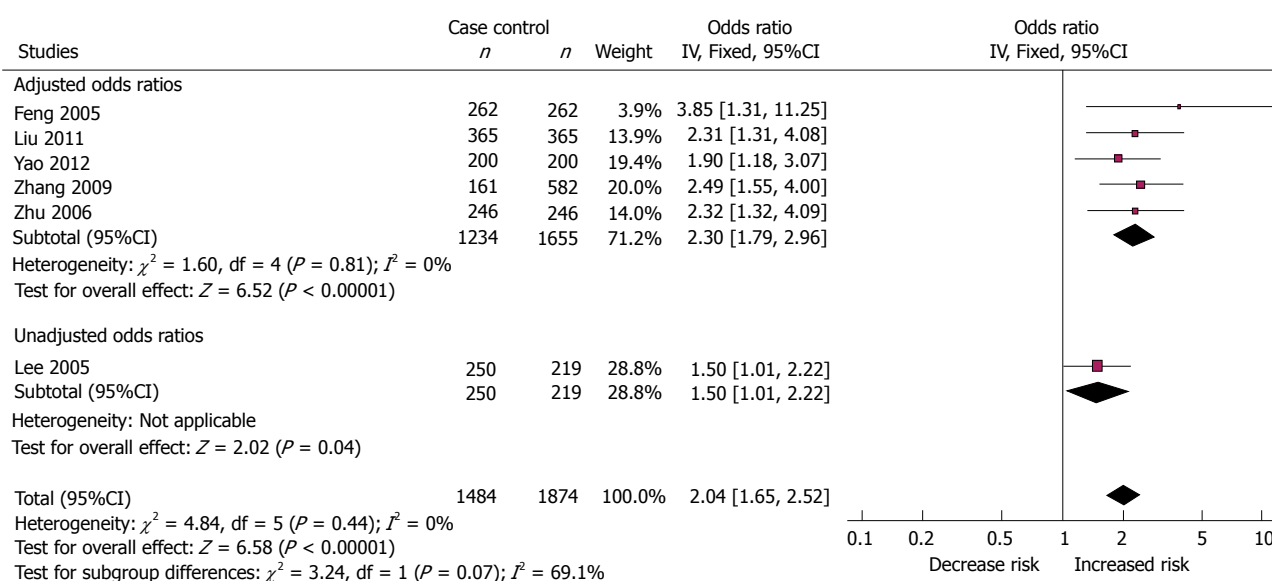 Case control Odds ratio Odds ratio
Studies n n Weight IV, Fixed, 95%CI IV, Fixed, 95%CI
Adjusted odds ratios
Feng 2005 262 262 3.9% 3.85 [1.31, 11.25]
Liu 2011 365 365 13.9% 2.31 [1.31, 4.08]
Yao 2012 200 200 19.4% 1.90 [1.18, 3.07]
Zhang 2009 161 582 20.0% 2.49 [1.55, 4.00]
Zhu 2006 246 246 14.0% 2.32 [1.32, 4.09]
Subtotal (95%CI) 1234 1655 71.2% 2.30 [1.79, 2.96]
Heterogeneity: χ² = 1.60, df = 4 (P = 0.81); I² = 0%
Test for overall effect: Z = 6.52 (P < 0.00001)
Unadjusted odds ratios
Lee 2005 250 219 28.8% 1.50 [1.01, 2.22]
Subtotal (95%CI) 250 219 28.8% 1.50 [1.01, 2.22]
Heterogeneity: Not applicable
Test for overall effect: Z = 2.02 (P = 0.04)
Total (95%CI) 1484 1874 100.0% 2.04 [1.65, 2.52]
Heterogeneity: χ² = 4.84, df = 5 (P = 0.44); I² = 0%
Test for overall effect: Z = 6.58 (P < 0.00001)
Test for subgroup differences: χ² = 3.24, df = 1 (P = 0.07); I² = 69.1%
0.1 0.2 0.5 1 2 5 10
Decrease risk Increased risk